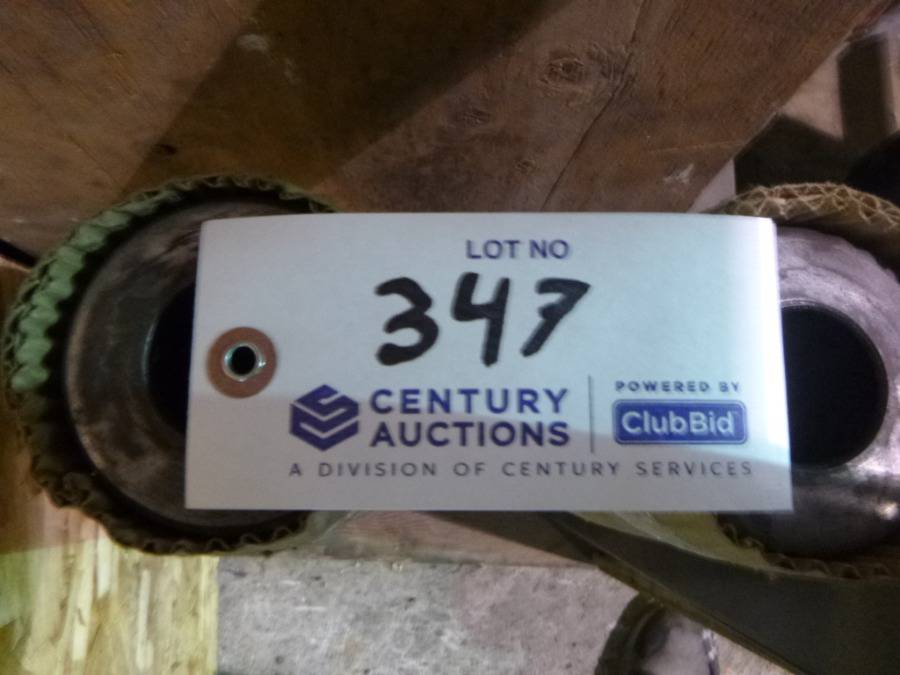 LOT NO
347
CENTURY
AUCTIONS
POWERED BY
ClubBid
A DIVISION OF CENTURY SERVICES